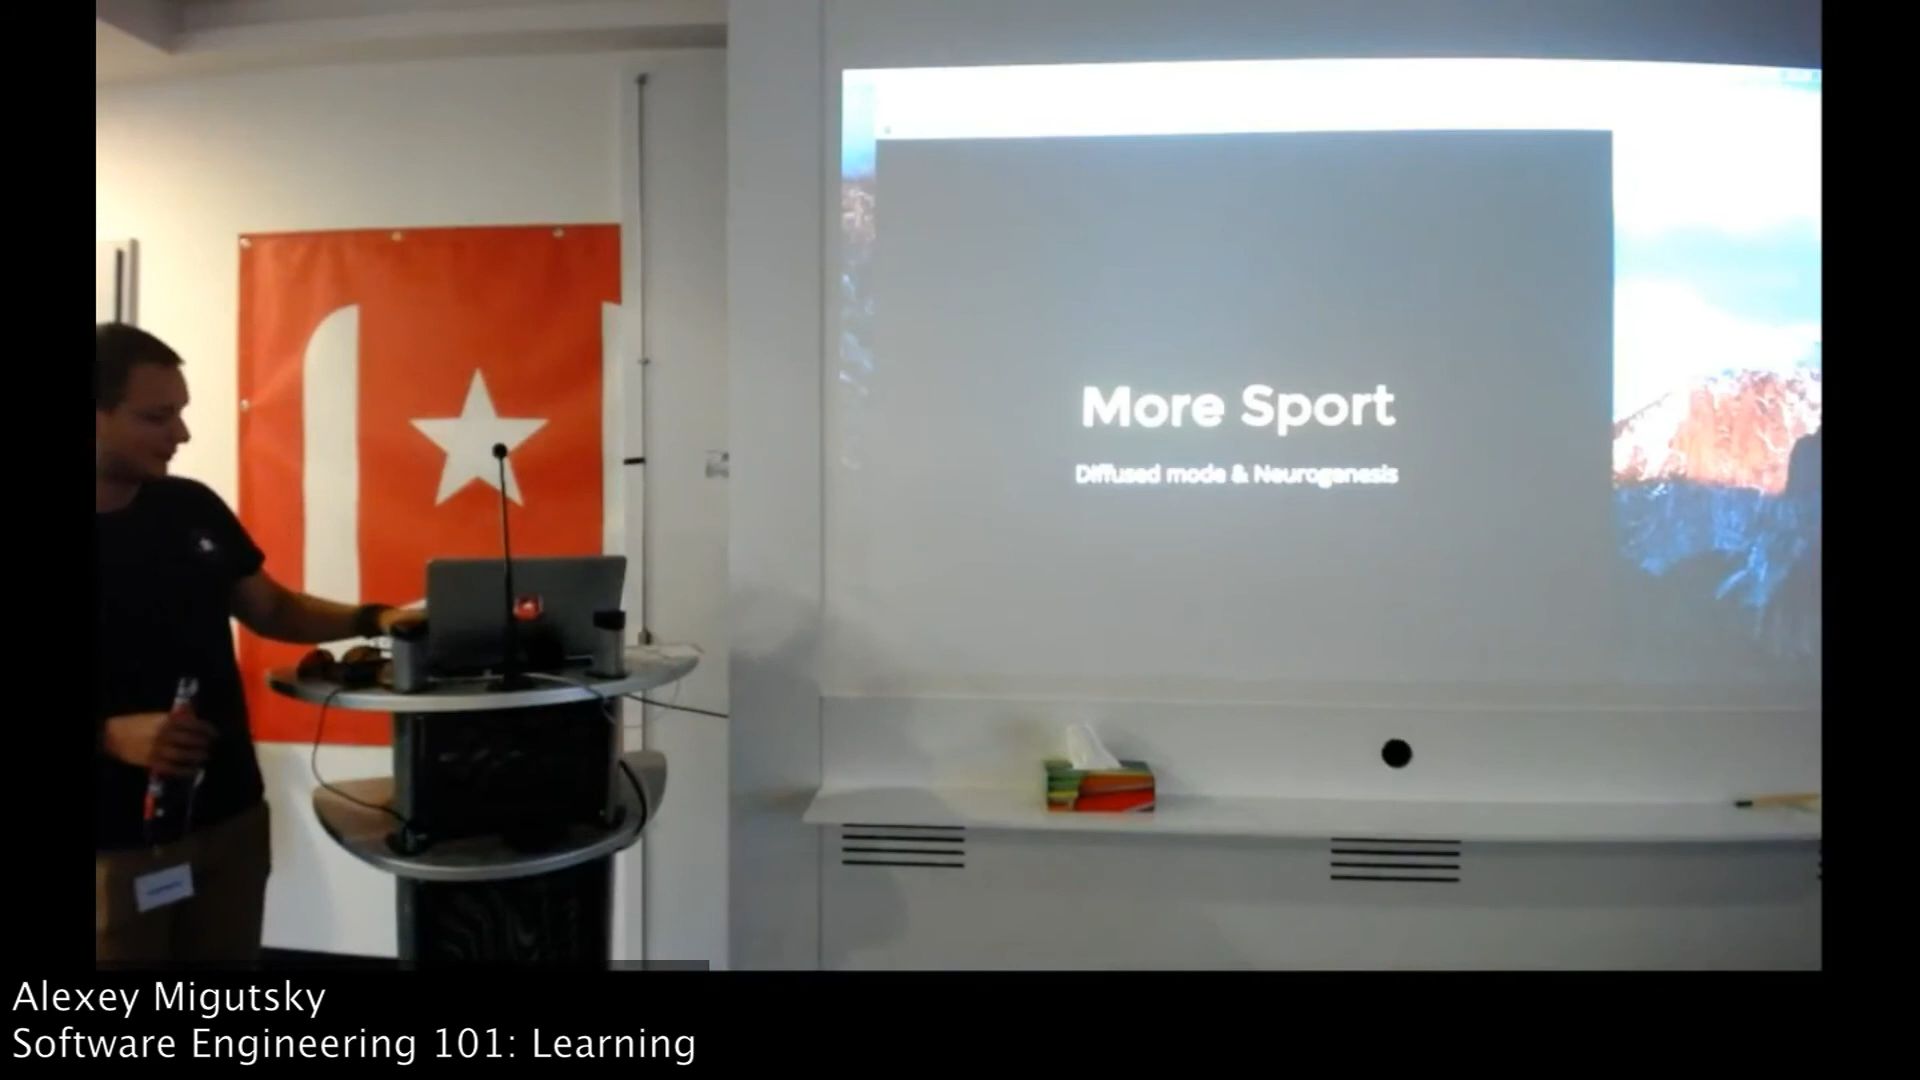 More Sport
Diffused mode & Neurogenesis
Alexey Migutsky
Software Engineering 101: Learning